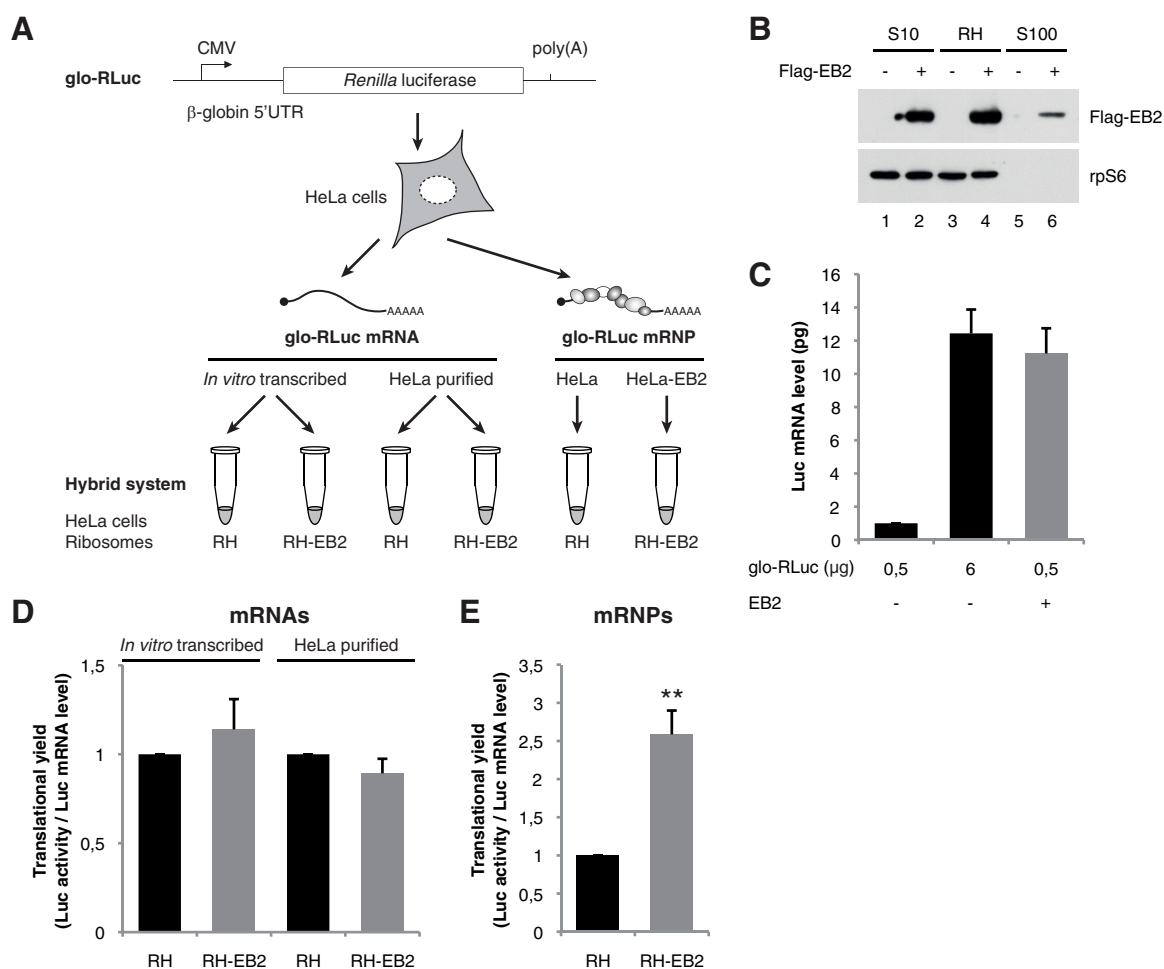 A
CMV
poly(A)
glo-RLuc
Renilla luciferase
β-globin 5'UTR
HeLa cells
AAAAA
AAAAA
glo-RLuc mRNA
glo-RLuc mRNP
In vitro transcribed
HeLa purified
HeLa
HeLa-EB2
Hybrid system
HeLa cells
Ribosomes
RH
RH-EB2
RH
RH-EB2
RH
RH-EB2
B
S10
RH
S100
Flag-EB2
- + - + - +
Flag-EB2
rpS6
1 2 3 4 5 6
C
Luc mRNA level (pg)
16
14
12
10
8
6
4
2
0
glo-RLuc (µg)
0,5
6
0,5
EB2
- - +
D
mRNAs
In vitro transcribed
HeLa purified
Translational yield
(Luc activity / Luc mRNA level)
1,5
1
0,5
0
RH
RH-EB2
RH
RH-EB2
E
mRNPs
Translational yield
(Luc activity / Luc mRNA level)
3,5
3
2,5
2
1,5
1
0,5
0
**
RH
RH-EB2